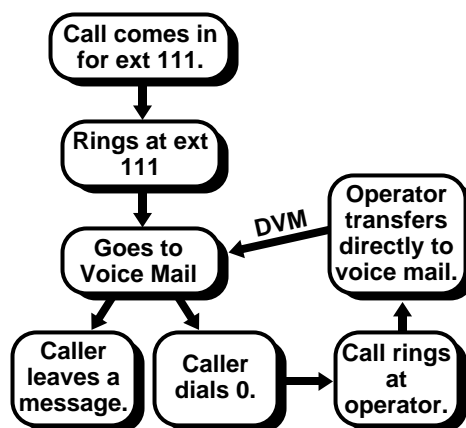 Call comes in
for ext 111.
Rings at ext
111
Goes to
Voice Mail
DVM
Operator
transfers
directly to
voice mail.
Caller
leaves a
message.
Caller
dials 0.
Call rings
at
operator.